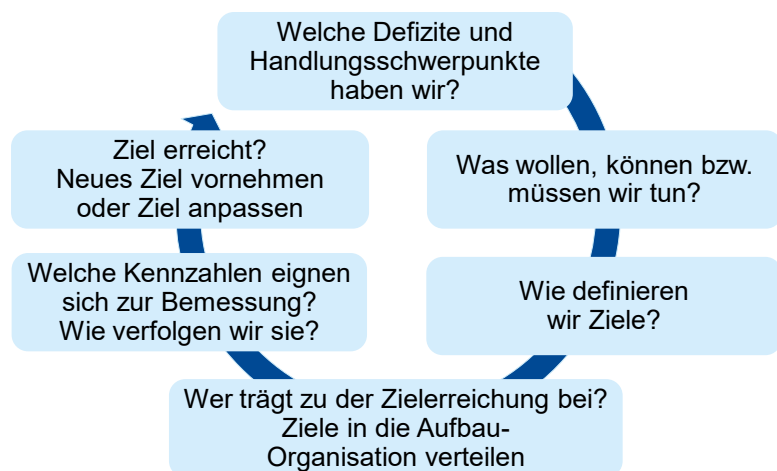 Welche Defizite und
Handlungsschwerpunkte
haben wir?
Was wollen, können bzw.
müssen wir tun?
Wie definieren
wir Ziele?
Wer trägt zu der Zielerreichung bei?
Ziele in die Aufbau-
Organisation verteilen
Welche Kennzahlen eignen
sich zur Bemessung?
Wie verfolgen wir sie?
Ziel erreicht?
Neues Ziel vornehmen
oder Ziel anpassen